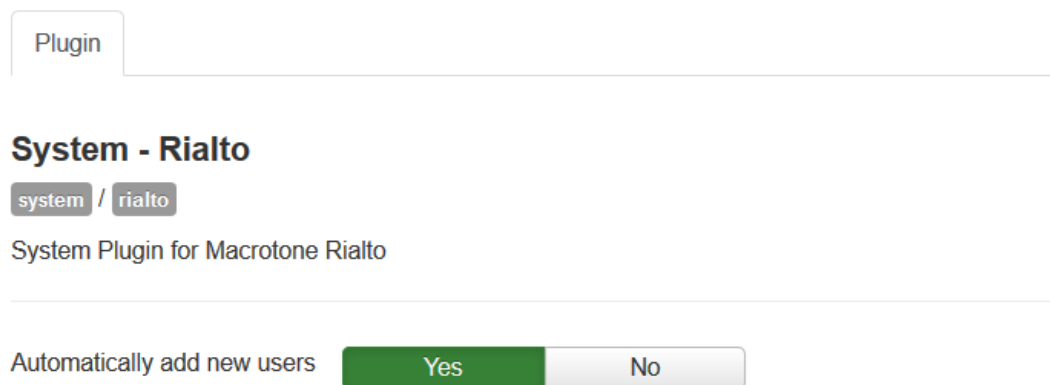 Plugin
System - Rialto
system / rialto
System Plugin for Macrotone Rialto
Automatically add new users Yes No